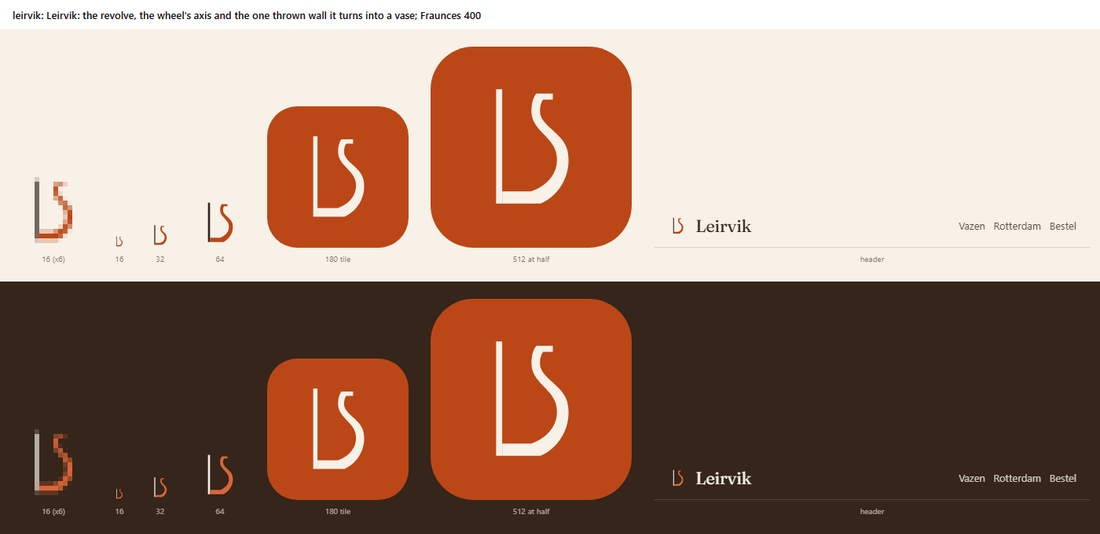 leirvik: Leirvik: the revolve, the wheel's axis and the one thrown wall it turns into a vase; Fraunces 400
Leirvik
Vazen Rotterdam Bestel
16 (x6)
16
32
64
180 tile
512 at half
header
Leirvik
Vazen Rotterdam Bestel
16 (x6)
16
32
64
180 tile
512 at half
header